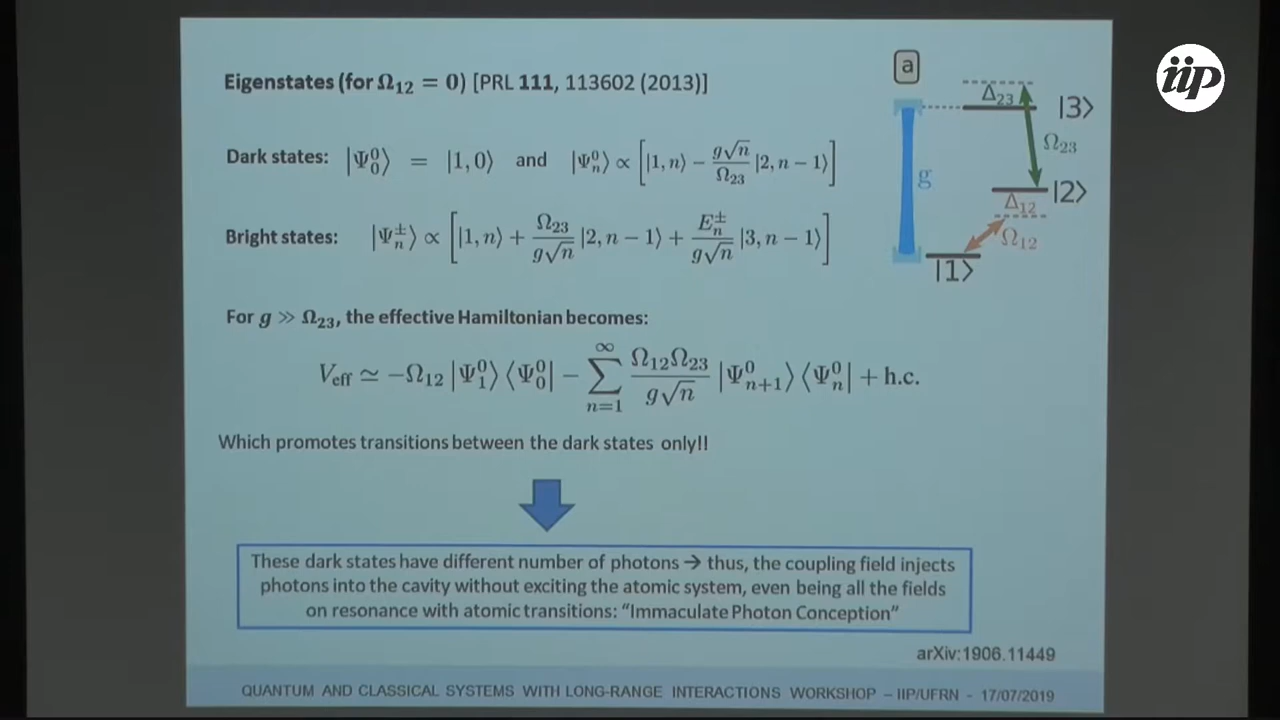 iip
a
Eigenstates (for Ω₁₂ = 0) [PRL 111, 113602 (2013)]
Δ₂₃
|3⟩
Ω₂₃
Dark states: |Ψ₀⁰⟩ = |1, 0⟩ and |Ψₙ⁰⟩ ∝ [|1, n⟩ − g√n/Ω₂₃ |2, n − 1⟩]
g
|2⟩
Δ₁₂
Bright states: |Ψₙ^±⟩ ∝ [|1, n⟩ + Ω₂₃/g√n |2, n − 1⟩ + Eₙ^±/g√n |3, n − 1⟩]
Ω₁₂
|1⟩
For g ≫ Ω₂₃, the effective Hamiltonian becomes:
V_eff ≃ −Ω₁₂ |Ψ₁⁰⟩ ⟨Ψ₀⁰| − ∑_{n=1}^{∞} Ω₁₂Ω₂₃/g√n |Ψ⁰ₙ₊₁⟩ ⟨Ψₙ⁰| + h.c.
Which promotes transitions between the dark states only!!
These dark states have different number of photons → thus, the coupling field injects
photons into the cavity without exciting the atomic system, even being all the fields
on resonance with atomic transitions: “Immaculate Photon Conception”
arXiv:1906.11449
QUANTUM AND CLASSICAL SYSTEMS WITH LONG-RANGE INTERACTIONS WORKSHOP – IIP/UFRN - 17/07/2019